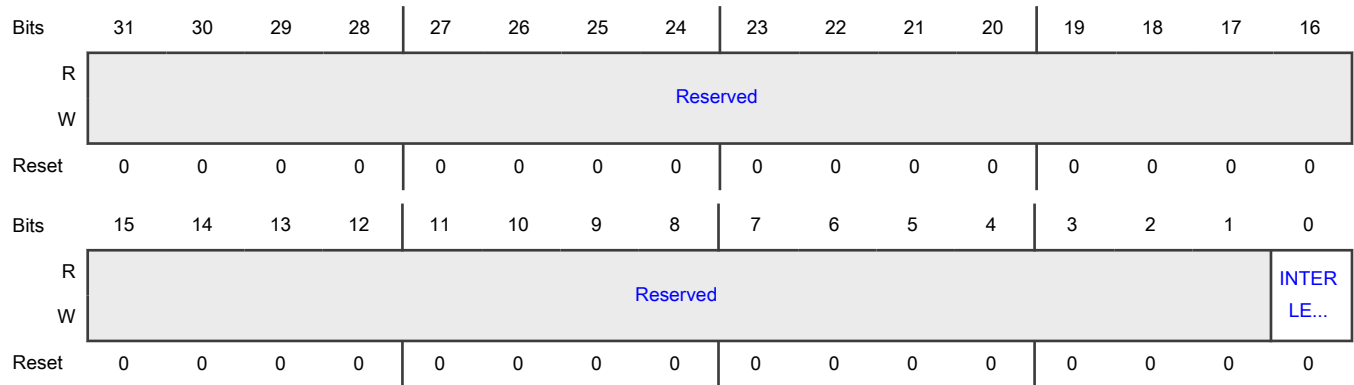 Bits 31 30 29 28 27 26 25 24 23 22 21 20 19 18 17 16
R
Reserved
W
Reset 0 0 0 0 0 0 0 0 0 0 0 0 0 0 0 0
Bits 15 14 13 12 11 10 9 8 7 6 5 4 3 2 1 0
R INTER
Reserved
W LE...
Reset 0 0 0 0 0 0 0 0 0 0 0 0 0 0 0 0